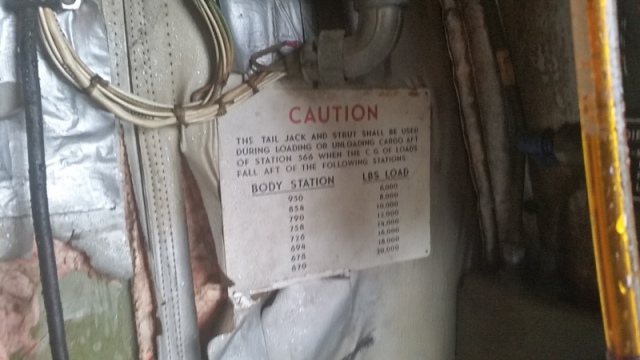 CAUTION
THE TAIL JACK AND STRUT SHALL BE USED
DURING LOADING OR UNLOADING CARGO AFT
OF STATION 566 WHEN THE C.G. OF LOADS
FALL AFT OF THE FOLLOWING STATIONS
BODY STATION LBS LOAD
950 6,000
854 8,000
790 10,000
758 12,000
726 14,000
694 16,000
678 18,000
670 20,000